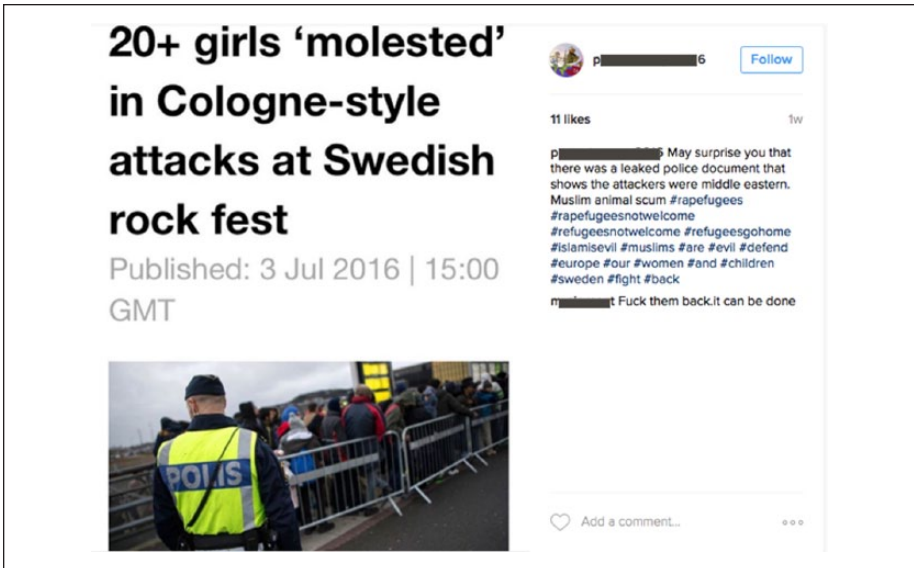 20+ girls ‘molested’
in Cologne-style
attacks at Swedish
rock fest
Published: 3 Jul 2016 | 15:00
GMT
POLIS
p 6
Follow
11 likes
1w
p May surprise you that
there was a leaked police document that
shows the attackers were middle eastern.
Muslim animal scum #rapefugees
#rapefugeesnotwelcome
#refugeesnotwelcome #refugeesgohome
#islamisevil #muslims #are #evil #defend
#europe #our #women #and #children
#sweden #fight #back
m t Fuck them back.it can be done
Add a comment...